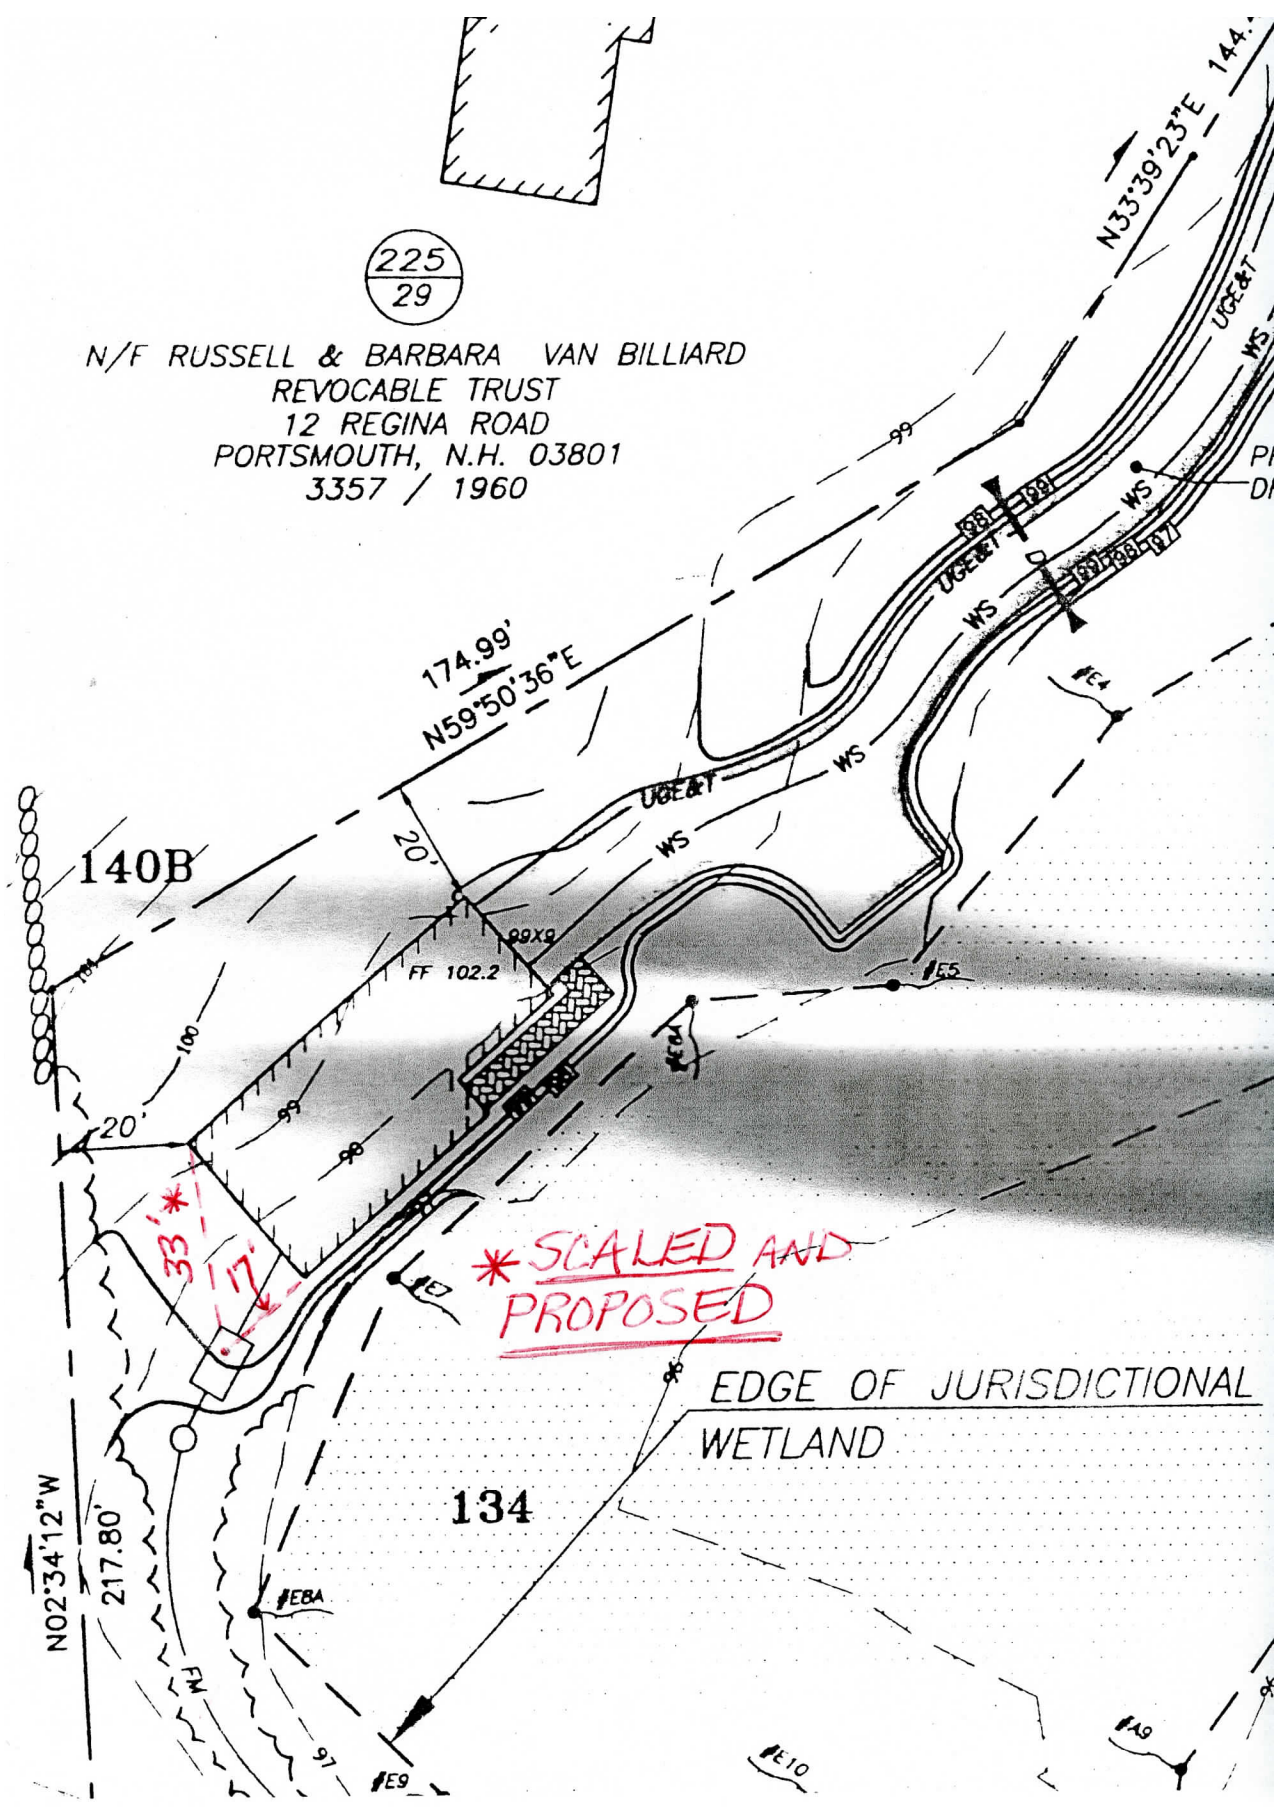 144.
N33°39'23"E
225
29
N/F RUSSELL & BARBARA VAN BILLIARD
REVOCABLE TRUST
12 REGINA ROAD
PORTSMOUTH, N.H. 03801
3357 / 1960
UGE&T
WS
99
98
99
WS
UGE&T
D
99
98
97
WS
174.99'
N59°50'36"E
#E4
WS
UGE&T
WS
20'
140B
99X9
FF 102.2
#E5
101
100
20'
99
98
33'*
17'
* SCALED AND
PROPOSED
#E7
96
EDGE OF JURISDICTIONAL
WETLAND
134
N02°34'12"W
217.80'
#E8A
FM
97
#E9
#E10
#A9
96